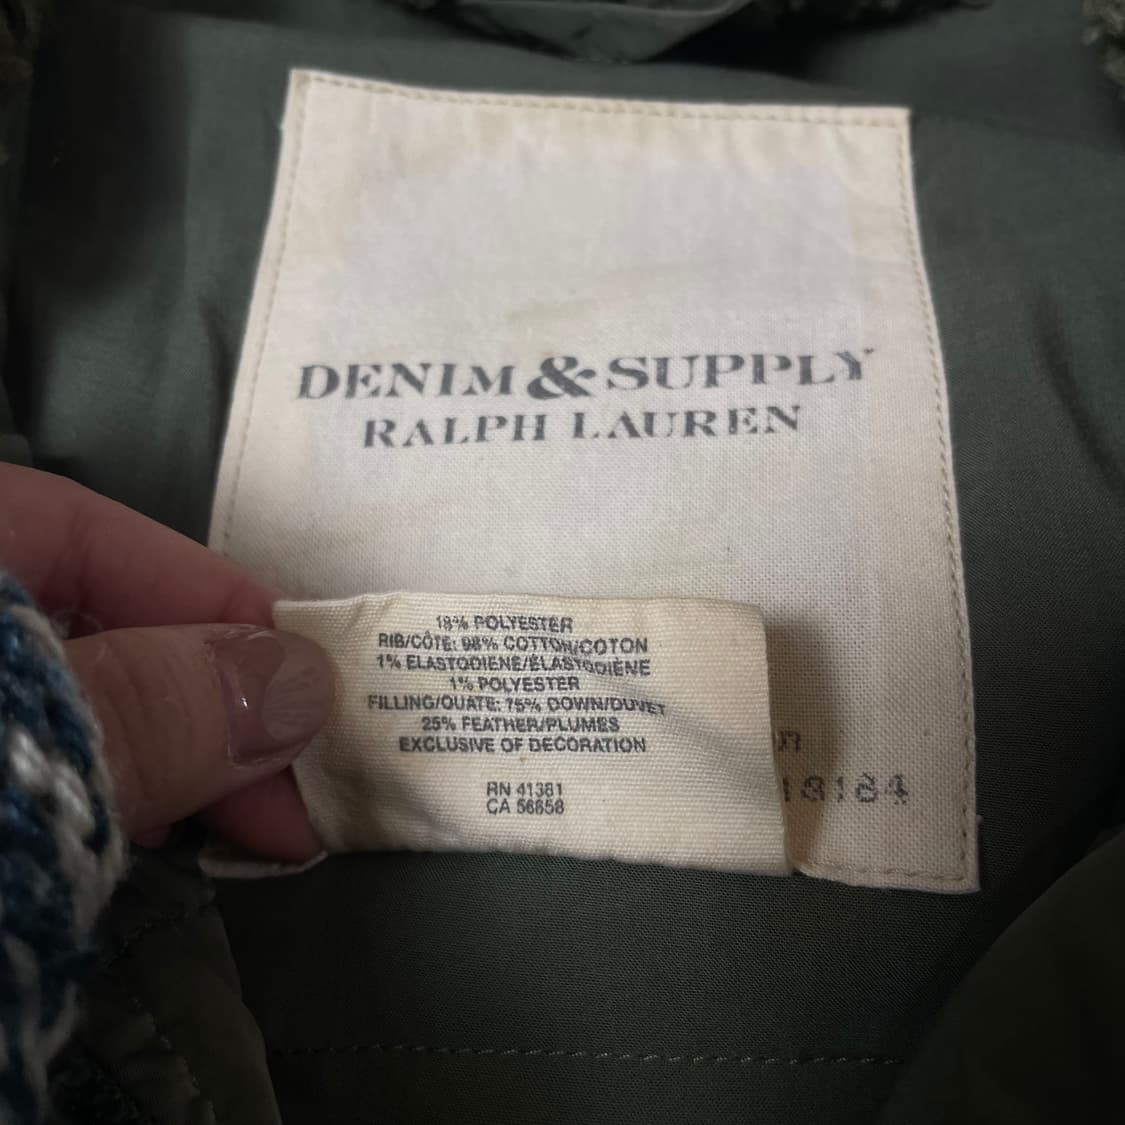 DENIM & SUPPLY
RALPH LAUREN
18% POLYESTER
RIB/CÔTE: 98% COTTON/COTON
1% ELASTODIENE/ÉLASTODIÈNE
1% POLYESTER
FILLING/OUATE: 75% DOWN/DUVET
25% FEATHER/PLUMES
EXCLUSIVE OF DECORATION
RN 41381
CA 56658